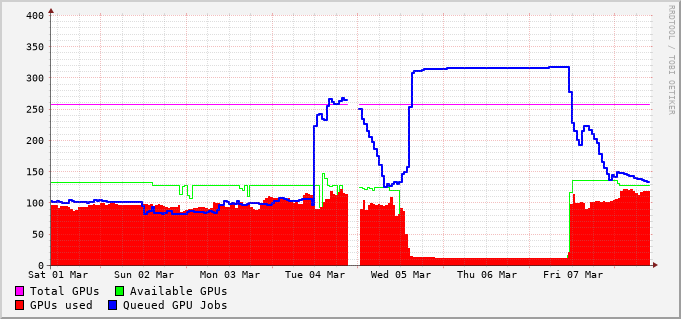 RRDTOOL / TOBI OETIKER
400
350
300
250
200
150
100
50
0
Sat 01 Mar Sun 02 Mar Mon 03 Mar Tue 04 Mar Wed 05 Mar Thu 06 Mar Fri 07 Mar
Total GPUs Available GPUs
GPUs used Queued GPU Jobs